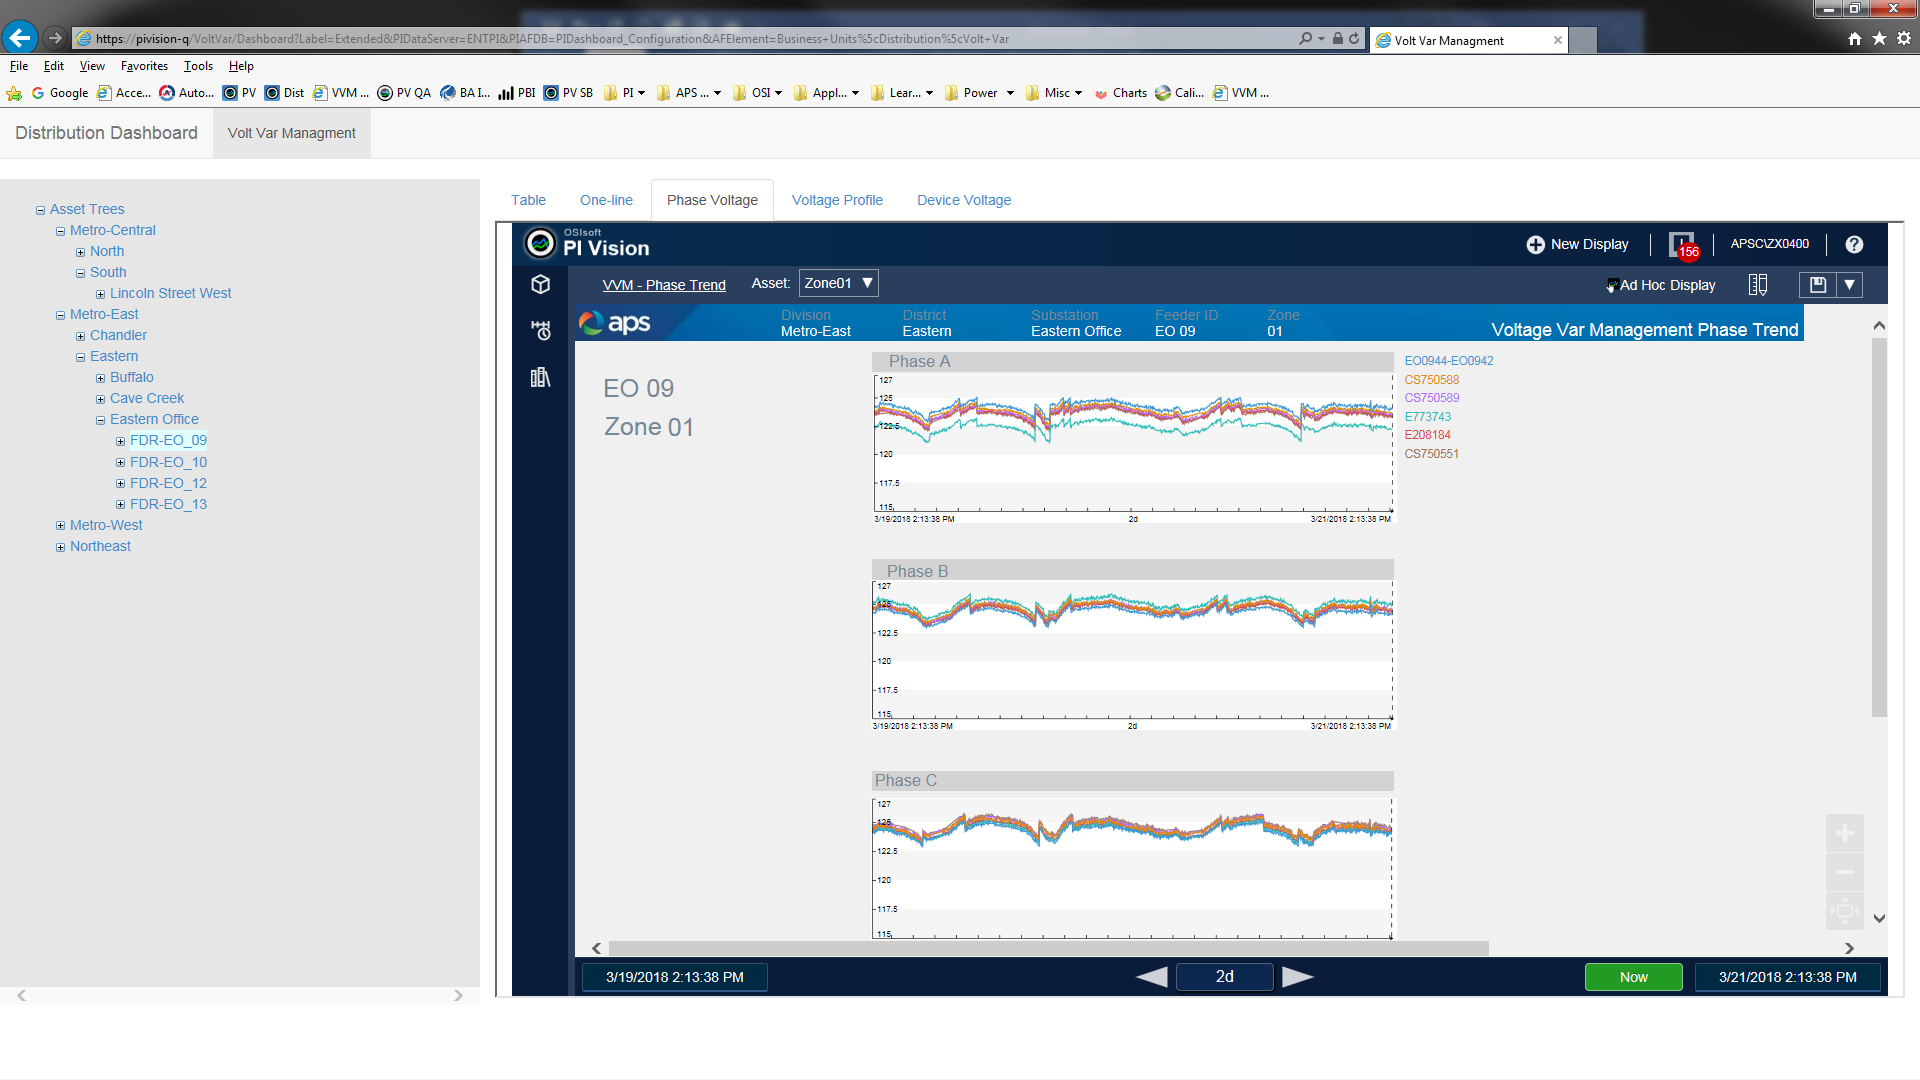 https://pivision-q/VoltVar/Dashboard?Label=Extended&PIDataServer=ENTPI&PIAFDB=PIDashboard_Configuration&AFElement=Business+Units%5cDistribution%5cVolt+Var
Volt Var Managment
File Edit View Favorites Tools Help
Google Acce... Auto... PV Dist VVM ... PV QA BA I... PBI PV SB PI APS ... OSI Appl... Lear... Power Misc Charts Cali... VVM ...
Distribution Dashboard Volt Var Managment
Asset Trees
Metro-Central
North
South
Lincoln Street West
Metro-East
Chandler
Eastern
Buffalo
Cave Creek
Eastern Office
FDR-EO_09
FDR-EO_10
FDR-EO_12
FDR-EO_13
Metro-West
Northeast
Table One-line Phase Voltage Voltage Profile Device Voltage
OSIsoft
PI Vision
New Display 156 APSC\ZX0400 ?
VVM - Phase Trend Asset: Zone01 Ad Hoc Display
aps
Division District Substation Feeder ID Zone
Metro-East Eastern Eastern Office EO 09 01
Voltage Var Management Phase Trend
EO 09
Zone 01
Phase A
127
125
122.5
120
117.5
115
3/19/2018 2:13:38 PM 2d 3/21/2018 2:13:38 PM
EO0944-EO0942
CS750588
CS750589
E773743
E208184
CS750551
Phase B
127
125
122.5
120
117.5
115
3/19/2018 2:13:38 PM 2d 3/21/2018 2:13:38 PM
Phase C
127
125
122.5
120
117.5
115
3/19/2018 2:13:38 PM 2d Now 3/21/2018 2:13:38 PM